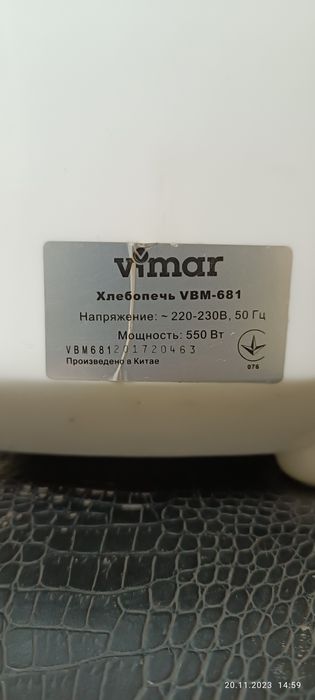 vimar
Хлебопечь VBM-681
Напряжение: ~ 220-230В, 50 Гц
Мощность: 550 Вт
VBM681201720463
Произведено в Китае
076
20.11.2023 14:59